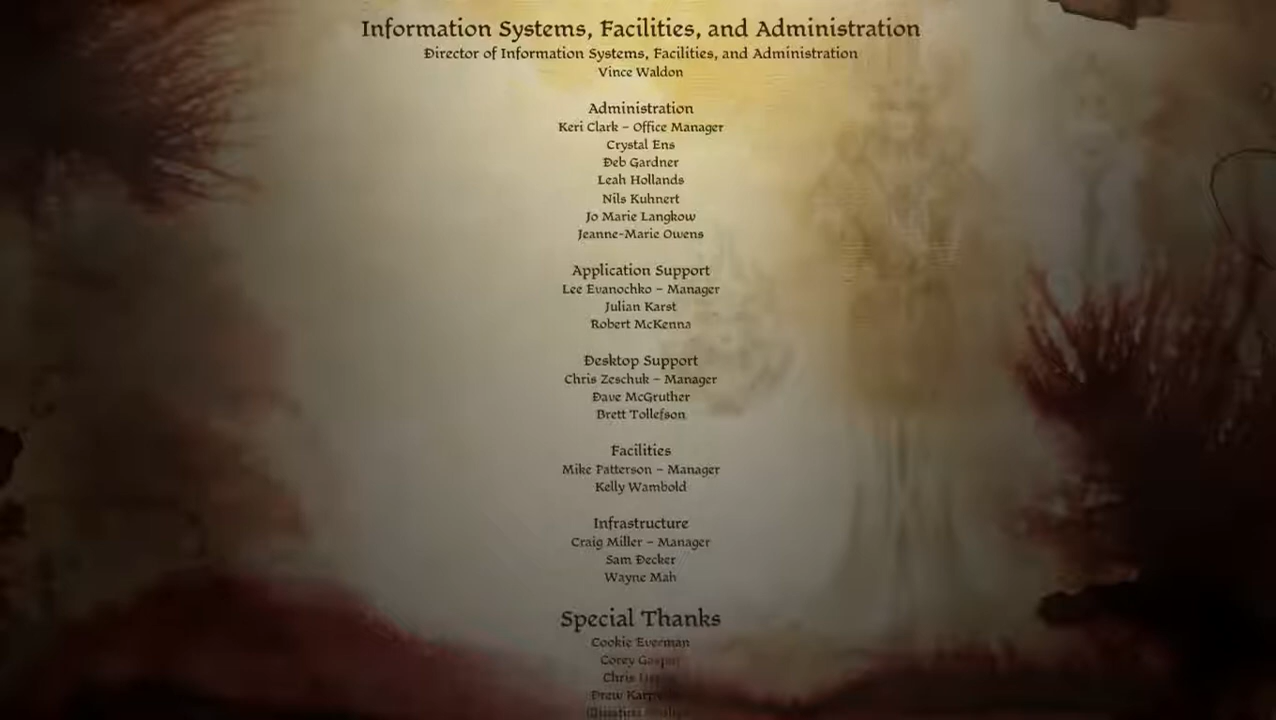 Information Systems, Facilities, and Administration
Director of Information Systems, Facilities, and Administration
Vince Waldon
Administration
Keri Clark – Office Manager
Crystal Ens
Deb Gardner
Leah Hollands
Nils Kuhnert
Jo Marie Langkow
Jeanne-Marie Owens
Application Support
Lee Evanochko – Manager
Julian Karst
Robert McKenna
Desktop Support
Chris Zeschuk – Manager
Dave McGruther
Brett Tollefson
Facilities
Mike Patterson – Manager
Kelly Wambold
Infrastructure
Craig Miller – Manager
Sam Decker
Wayne Mah
Special Thanks
Cookie Everman
Corey
Chris
Drew